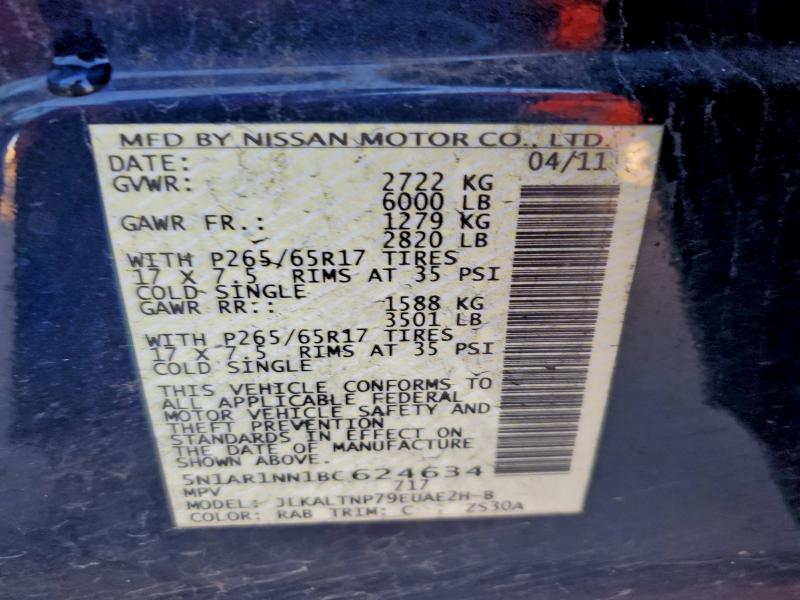 MFD BY NISSAN MOTOR CO., LTD.
DATE: 04/11
GVWR: 2722 KG
6000 LB
GAWR FR.: 1279 KG
2820 LB
WITH P265/65R17 TIRES
17 X 7.5 RIMS AT 35 PSI
COLD SINGLE
GAWR RR.: 1588 KG
3501 LB
WITH P265/65R17 TIRES
17 X 7.5 RIMS AT 35 PSI
COLD SINGLE
THIS VEHICLE CONFORMS TO
ALL APPLICABLE FEDERAL
MOTOR VEHICLE SAFETY AND
THEFT PREVENTION
STANDARDS IN EFFECT ON
THE DATE OF MANUFACTURE
SHOWN ABOVE.
5N1AR1NN1BC624634
MPV 717
MODEL: JLKALTNP79EUAE2H-B
COLOR: RAB TRIM: C : ZS30A